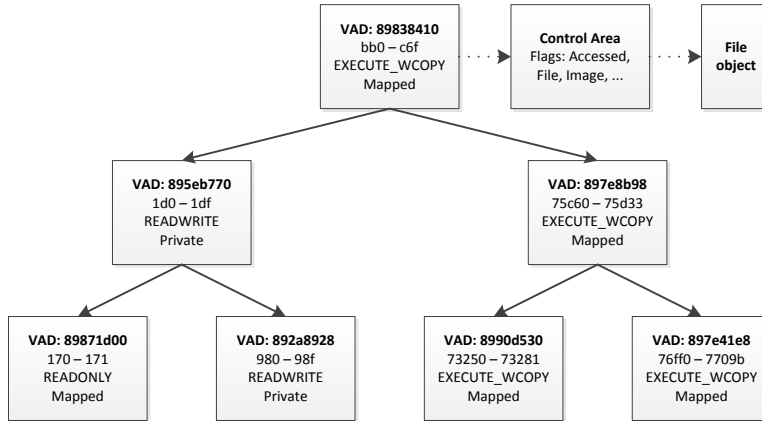 VAD: 89838410
bb0 – c6f
EXECUTE_WCOPY
Mapped
Control Area
Flags: Accessed,
File, Image, ...
File
object
VAD: 895eb770
1d0 – 1df
READWRITE
Private
VAD: 897e8b98
75c60 – 75d33
EXECUTE_WCOPY
Mapped
VAD: 89871d00
170 – 171
READONLY
Mapped
VAD: 892a8928
980 – 98f
READWRITE
Private
VAD: 8990d530
73250 – 73281
EXECUTE_WCOPY
Mapped
VAD: 897e41e8
76ff0 – 7709b
EXECUTE_WCOPY
Mapped